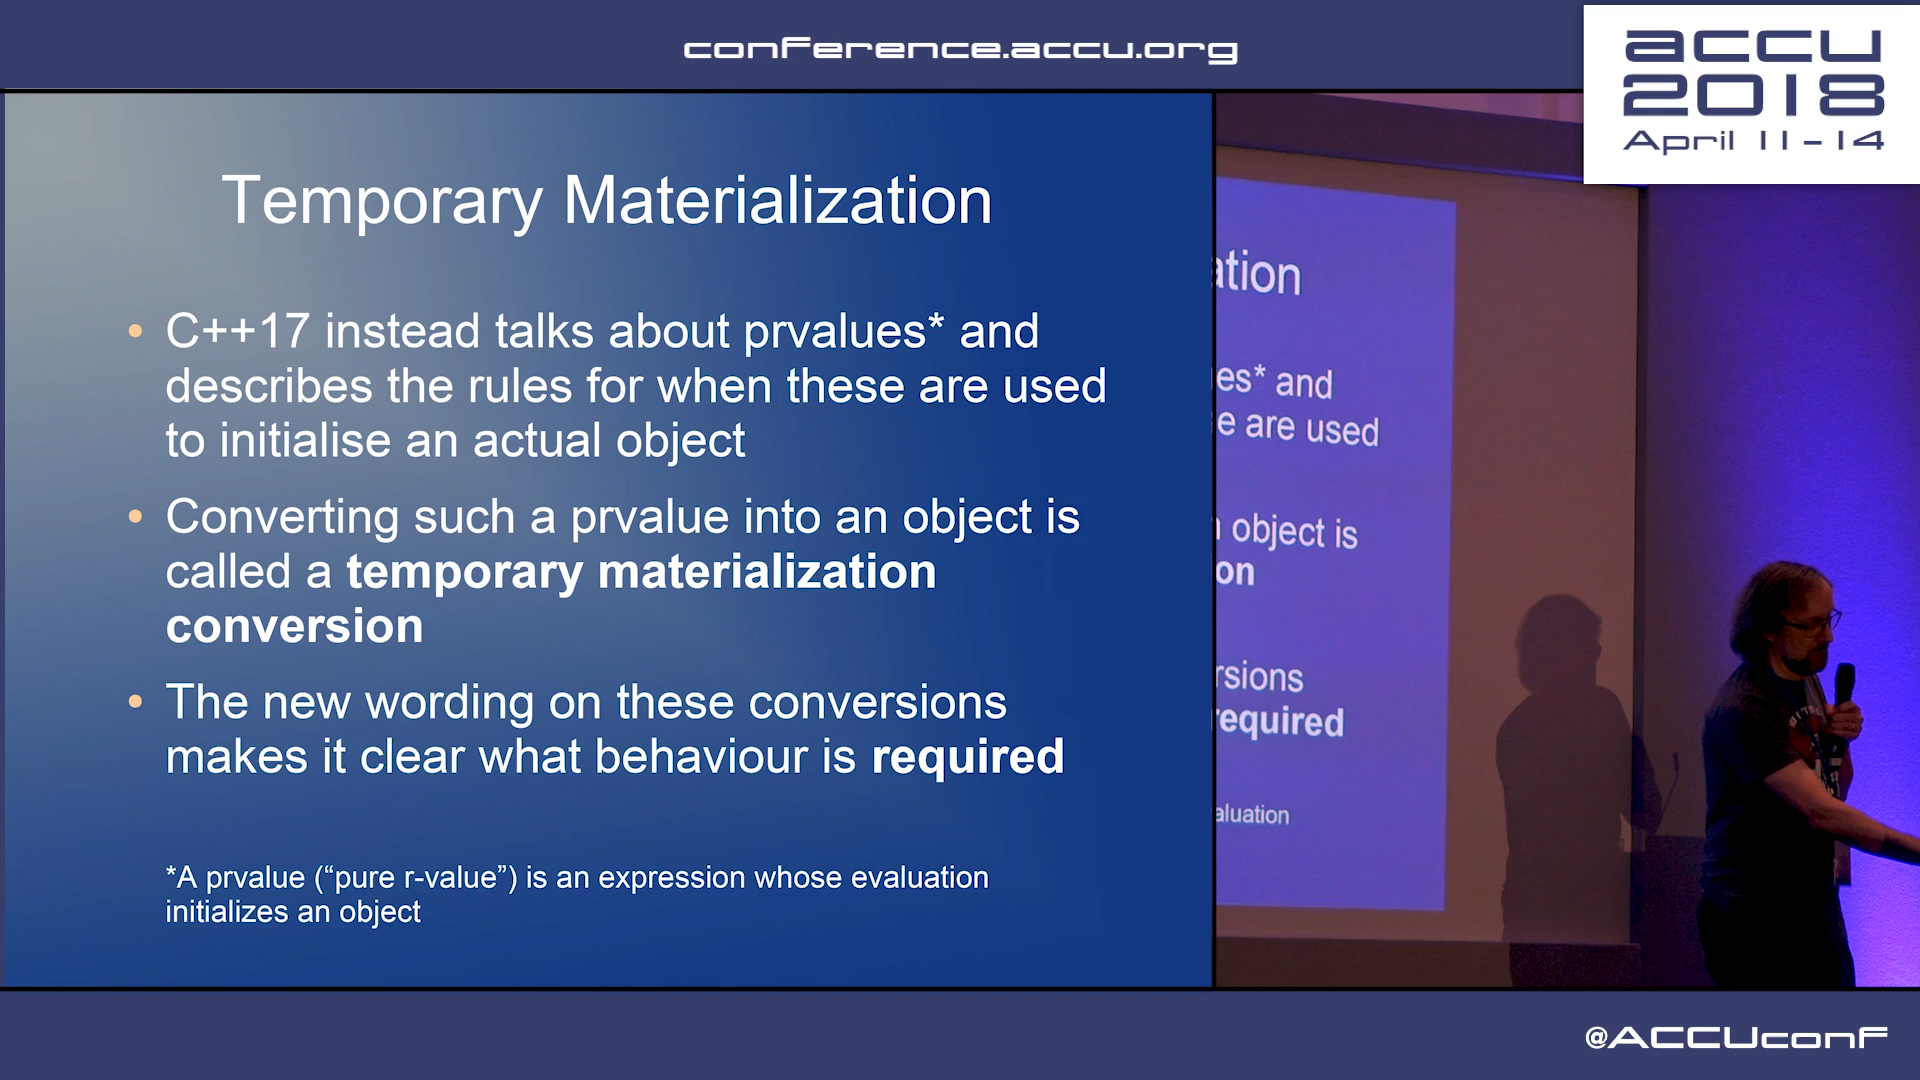 conference.accu.org
accu
2018
April 11-14
Temporary Materialization
• C++17 instead talks about prvalues* and
describes the rules for when these are used
to initialise an actual object
• Converting such a prvalue into an object is
called a temporary materialization
conversion
• The new wording on these conversions
makes it clear what behaviour is required
*A prvalue (“pure r-value”) is an expression whose evaluation
initializes an object
ation
es* and
e are used
object is
on
rsions
required
aluation
@ACCUconf